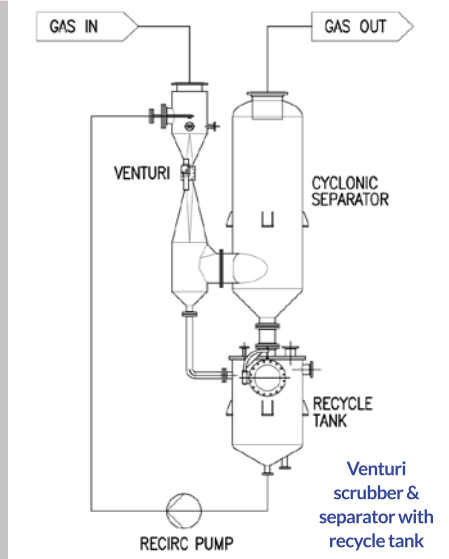 GAS IN
GAS OUT
VENTURI
CYCLONIC
SEPARATOR
RECYCLE
TANK
RECIRC PUMP
Venturi
scrubber &
separator with
recycle tank